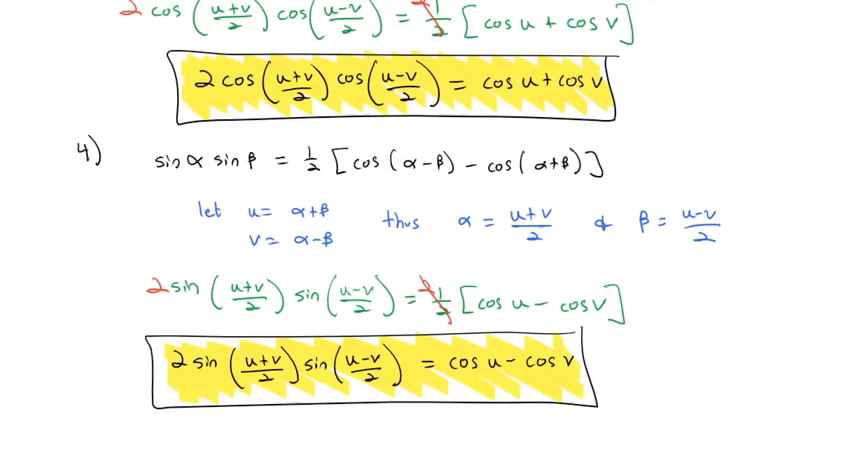 2 cos (u+v/2) cos (u-v/2) = 2 1/2 [cos u + cos v]
2 cos (u+v/2) cos (u-v/2) = cos u + cos v
4) sin α sin β = 1/2 [cos (α-β) - cos (α+β)]
let u = α+β thus α = u+v/2 & β = u-v/2
v = α-β
2 sin (u+v/2) sin (u-v/2) = 2 1/2 [cos u - cos v]
2 sin (u+v/2) sin (u-v/2) = cos u - cos v